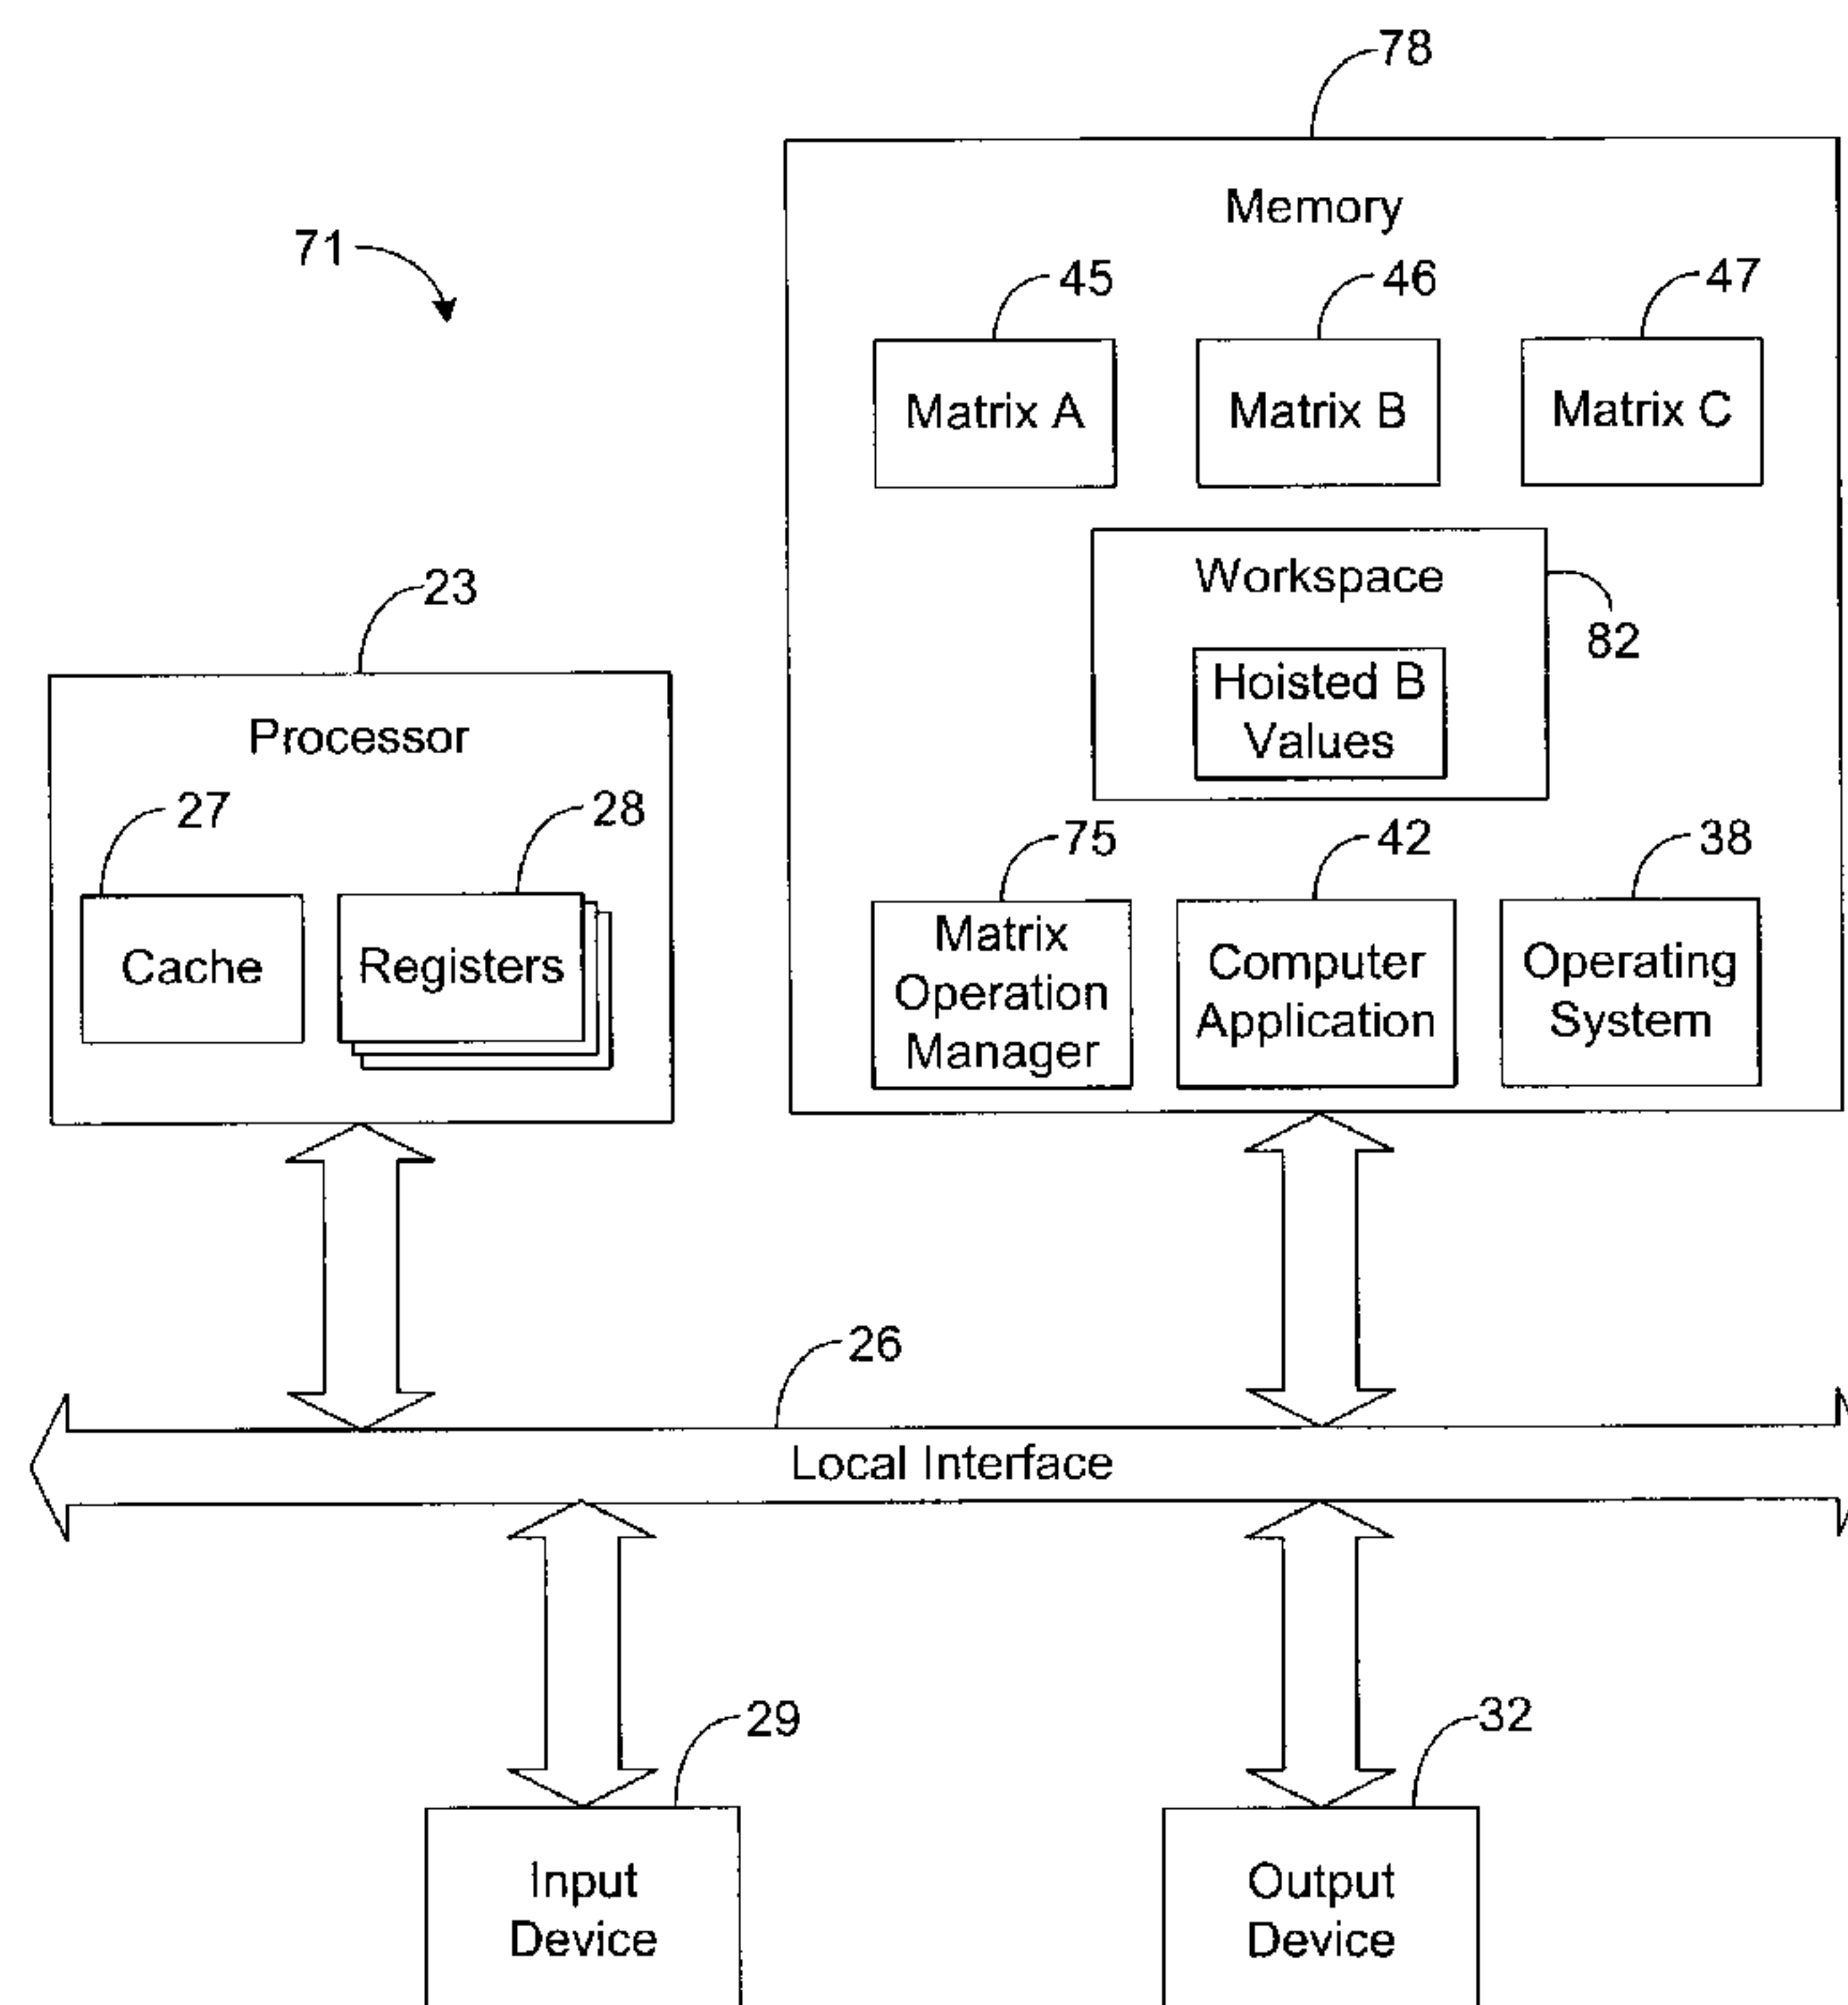 78
Memory
71
45
46
47
Matrix A
Matrix B
Matrix C
Workspace
82
Hoisted B
Values
23
Processor
27
28
Cache
Registers
75
42
38
Matrix
Operation
Manager
Computer
Application
Operating
System
26
Local Interface
29
32
Input
Device
Output
Device